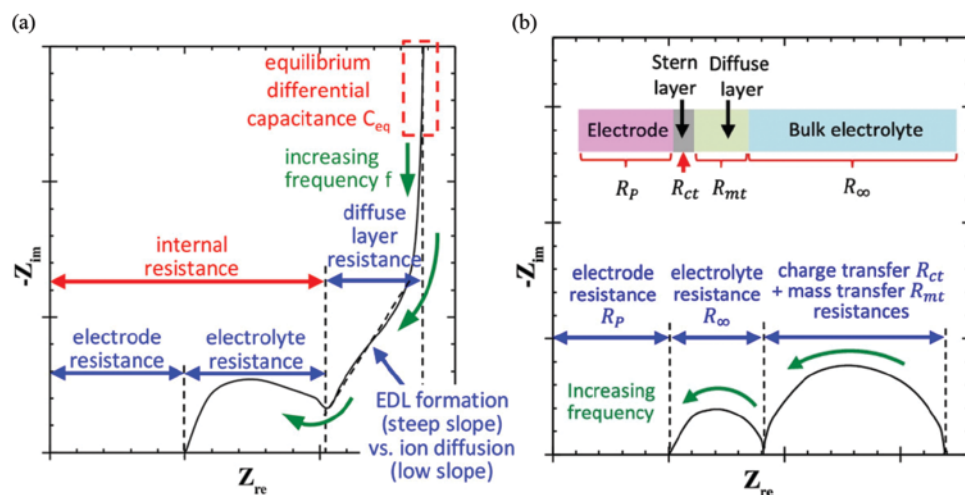 (a)
equilibrium
differential
capacitance C_eq
increasing
frequency f
diffuse
layer
resistance
internal
resistance
electrode
resistance
electrolyte
resistance
EDL formation
(steep slope)
vs. ion diffusion
(low slope)
-Z_im
Z_re
(b)
Stern
layer
Diffuse
layer
Electrode
Bulk electrolyte
R_P
R_ct
R_mt
R_∞
electrode
resistance
R_P
electrolyte
resistance
R_∞
charge transfer R_ct
+ mass transfer R_mt
resistances
Increasing
frequency
-Z_im
Z_re